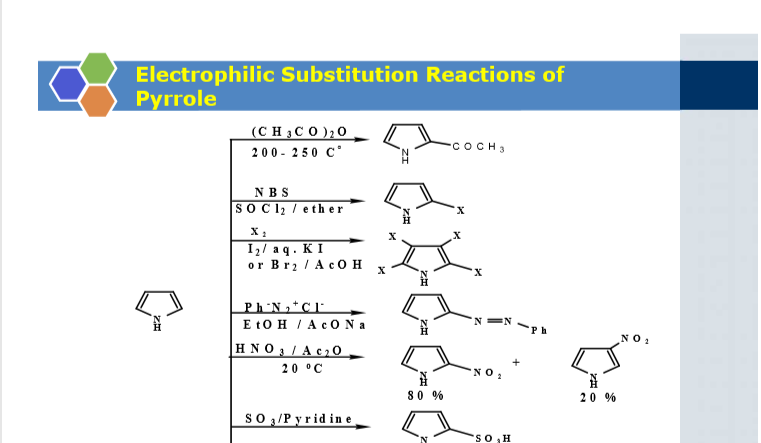 Electrophilic Substitution Reactions of
Pyrrole
(CH3CO)2O
200-250 C°
N
H
COCH3
NBS
SOCl2 / ether
N
H
X
X2
I2/ aq. KI
or Br2 / AcOH
X
X
X
X
N
H
N
H
Ph-N2+Cl-
EtOH / AcONa
N
H
N=N
Ph
HNO3 / Ac2O
20 °C
N
H
NO2
80 %
+
N
H
NO2
20 %
SO3/Pyridine
N
SO3H